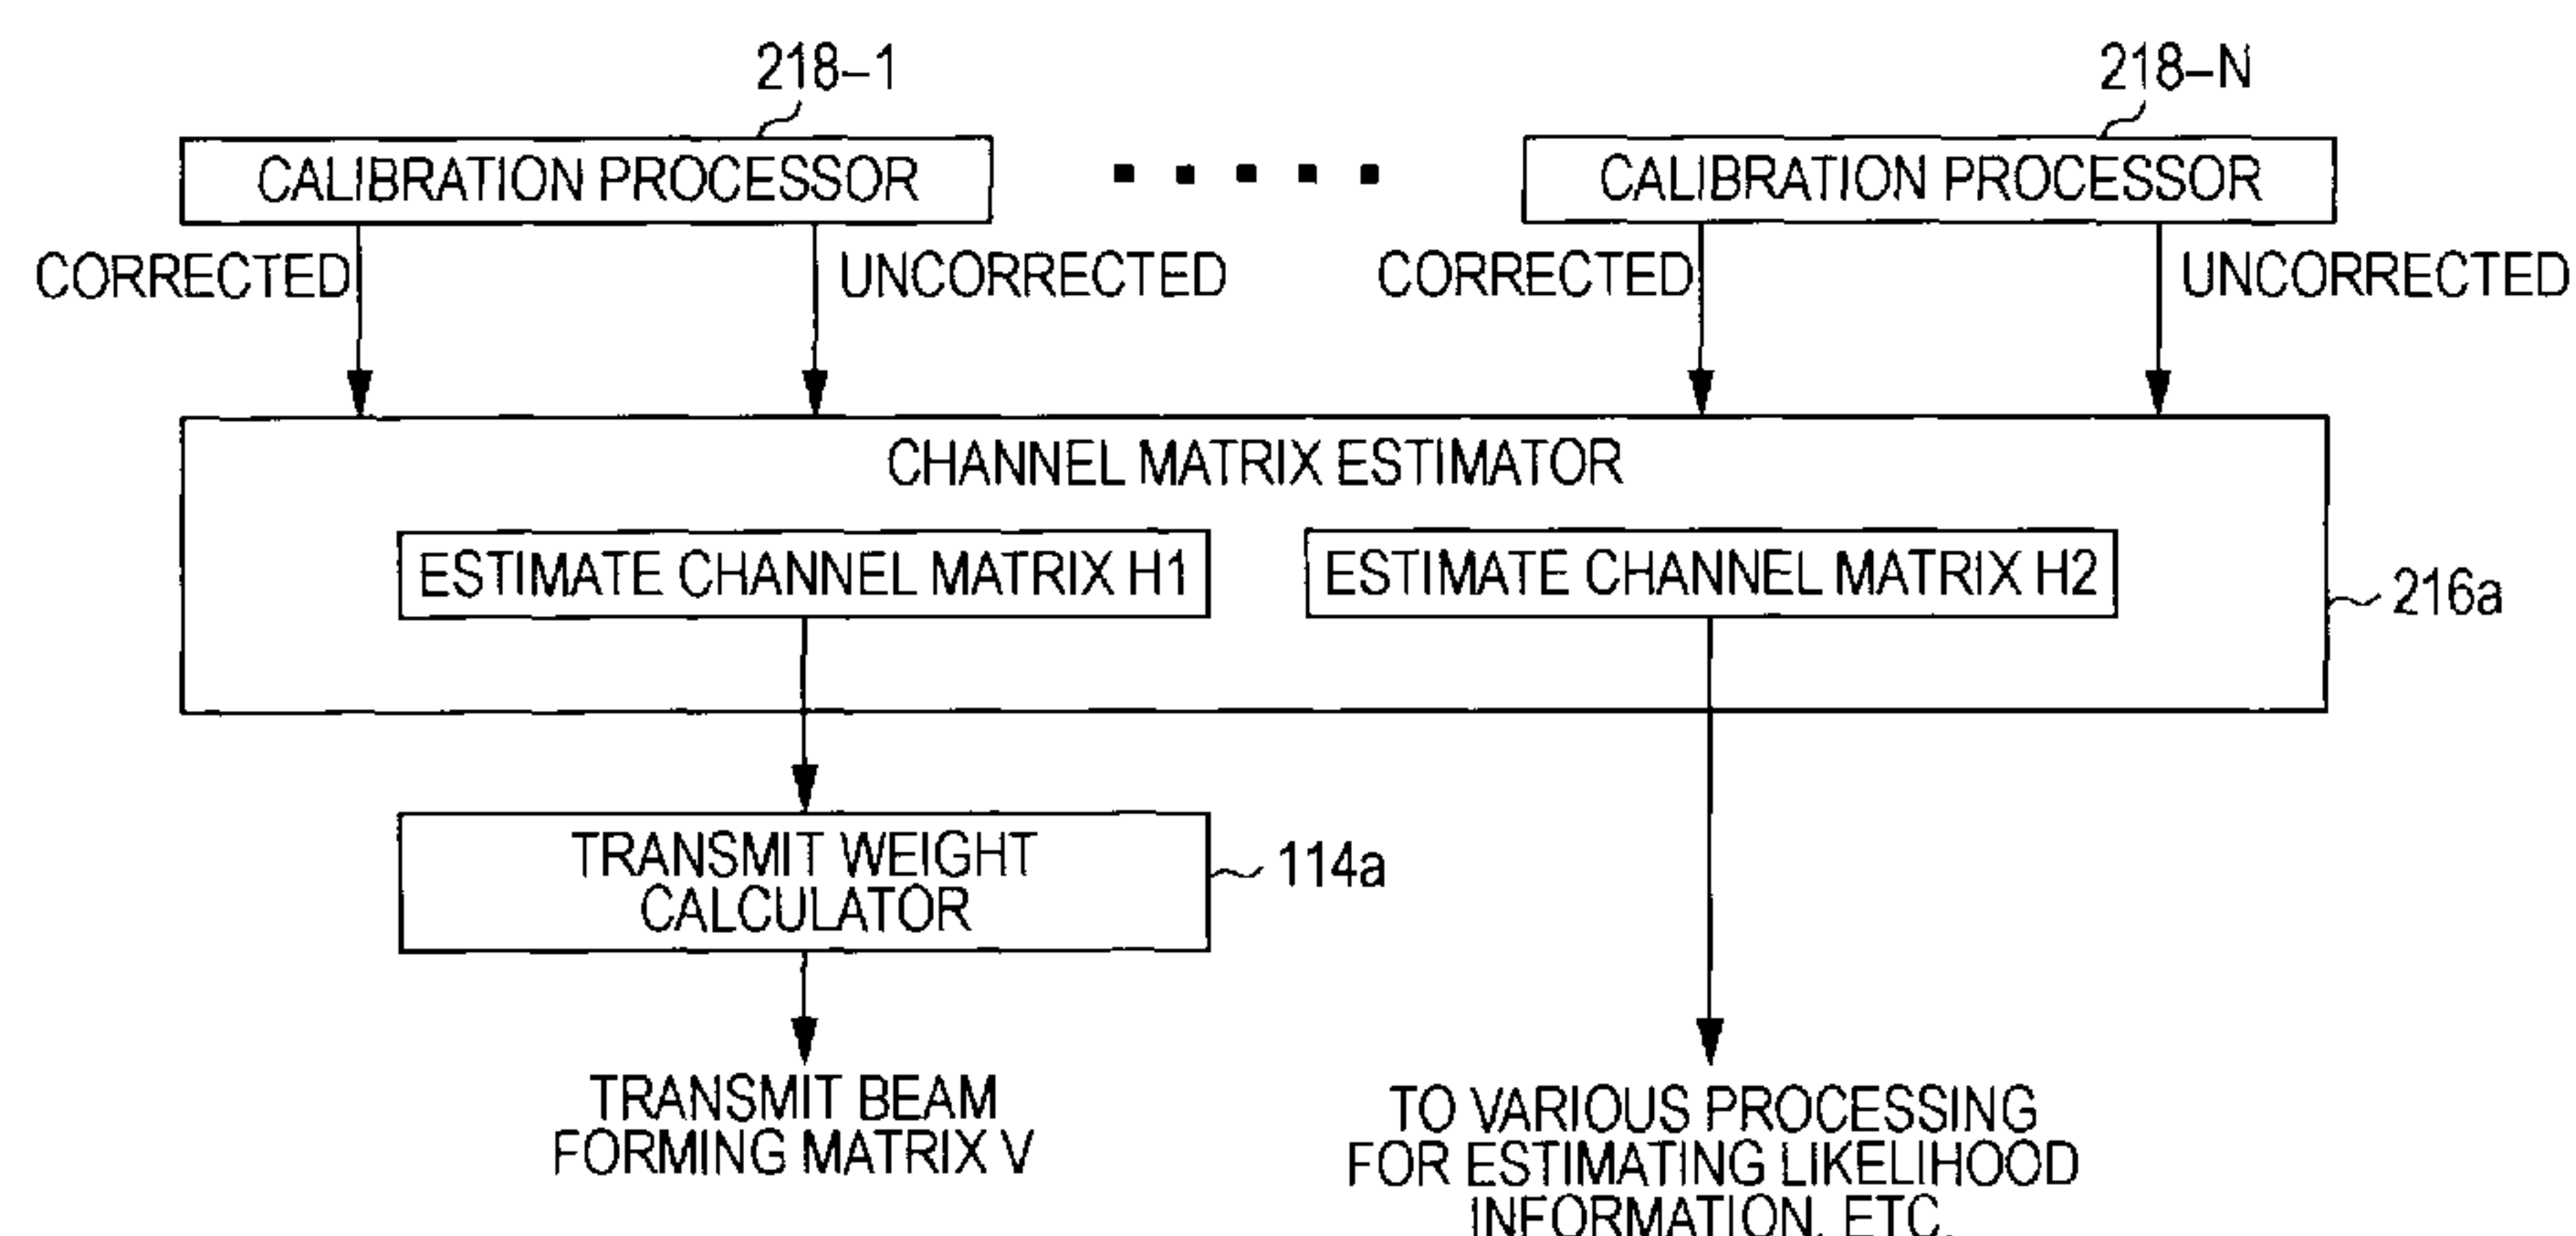 218-1
218-N
CALIBRATION PROCESSOR
CALIBRATION PROCESSOR
CORRECTED
UNCORRECTED
CORRECTED
UNCORRECTED
CHANNEL MATRIX ESTIMATOR
ESTIMATE CHANNEL MATRIX H1
ESTIMATE CHANNEL MATRIX H2
216a
TRANSMIT WEIGHT
CALCULATOR
114a
TRANSMIT BEAM
FORMING MATRIX V
TO VARIOUS PROCESSING
FOR ESTIMATING LIKELIHOOD
INFORMATION, ETC.